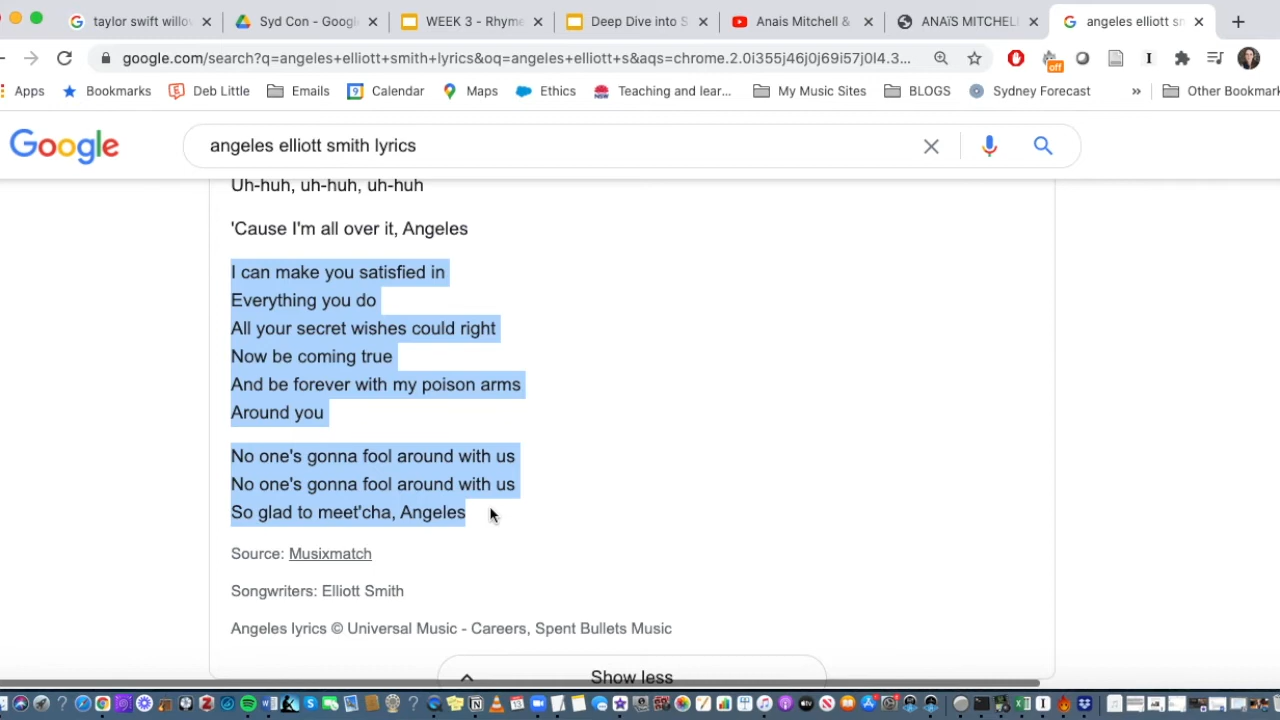 taylor swift willo
Syd Con - Googl
WEEK 3 - Rhyme
Deep Dive into S
Anais Mitchell &
ANAÏS MITCHELL
angeles elliott sn
google.com/search?q=angeles+elliott+smith+lyrics&oq=angeles+elliott+s&aqs=chrome.2.0i355j46j0j69i57j0l4.3...
off
Apps
Bookmarks
Deb Little
Emails
Calendar
Maps
Ethics
Teaching and lear...
My Music Sites
BLOGS
Sydney Forecast
»
Other Bookmark
Google
angeles elliott smith lyrics
Uh-huh, uh-huh, uh-huh
'Cause I'm all over it, Angeles
I can make you satisfied in
Everything you do
All your secret wishes could right
Now be coming true
And be forever with my poison arms
Around you
No one's gonna fool around with us
No one's gonna fool around with us
So glad to meet'cha, Angeles
Source: Musixmatch
Songwriters: Elliott Smith
Angeles lyrics © Universal Music - Careers, Spent Bullets Music
Show less